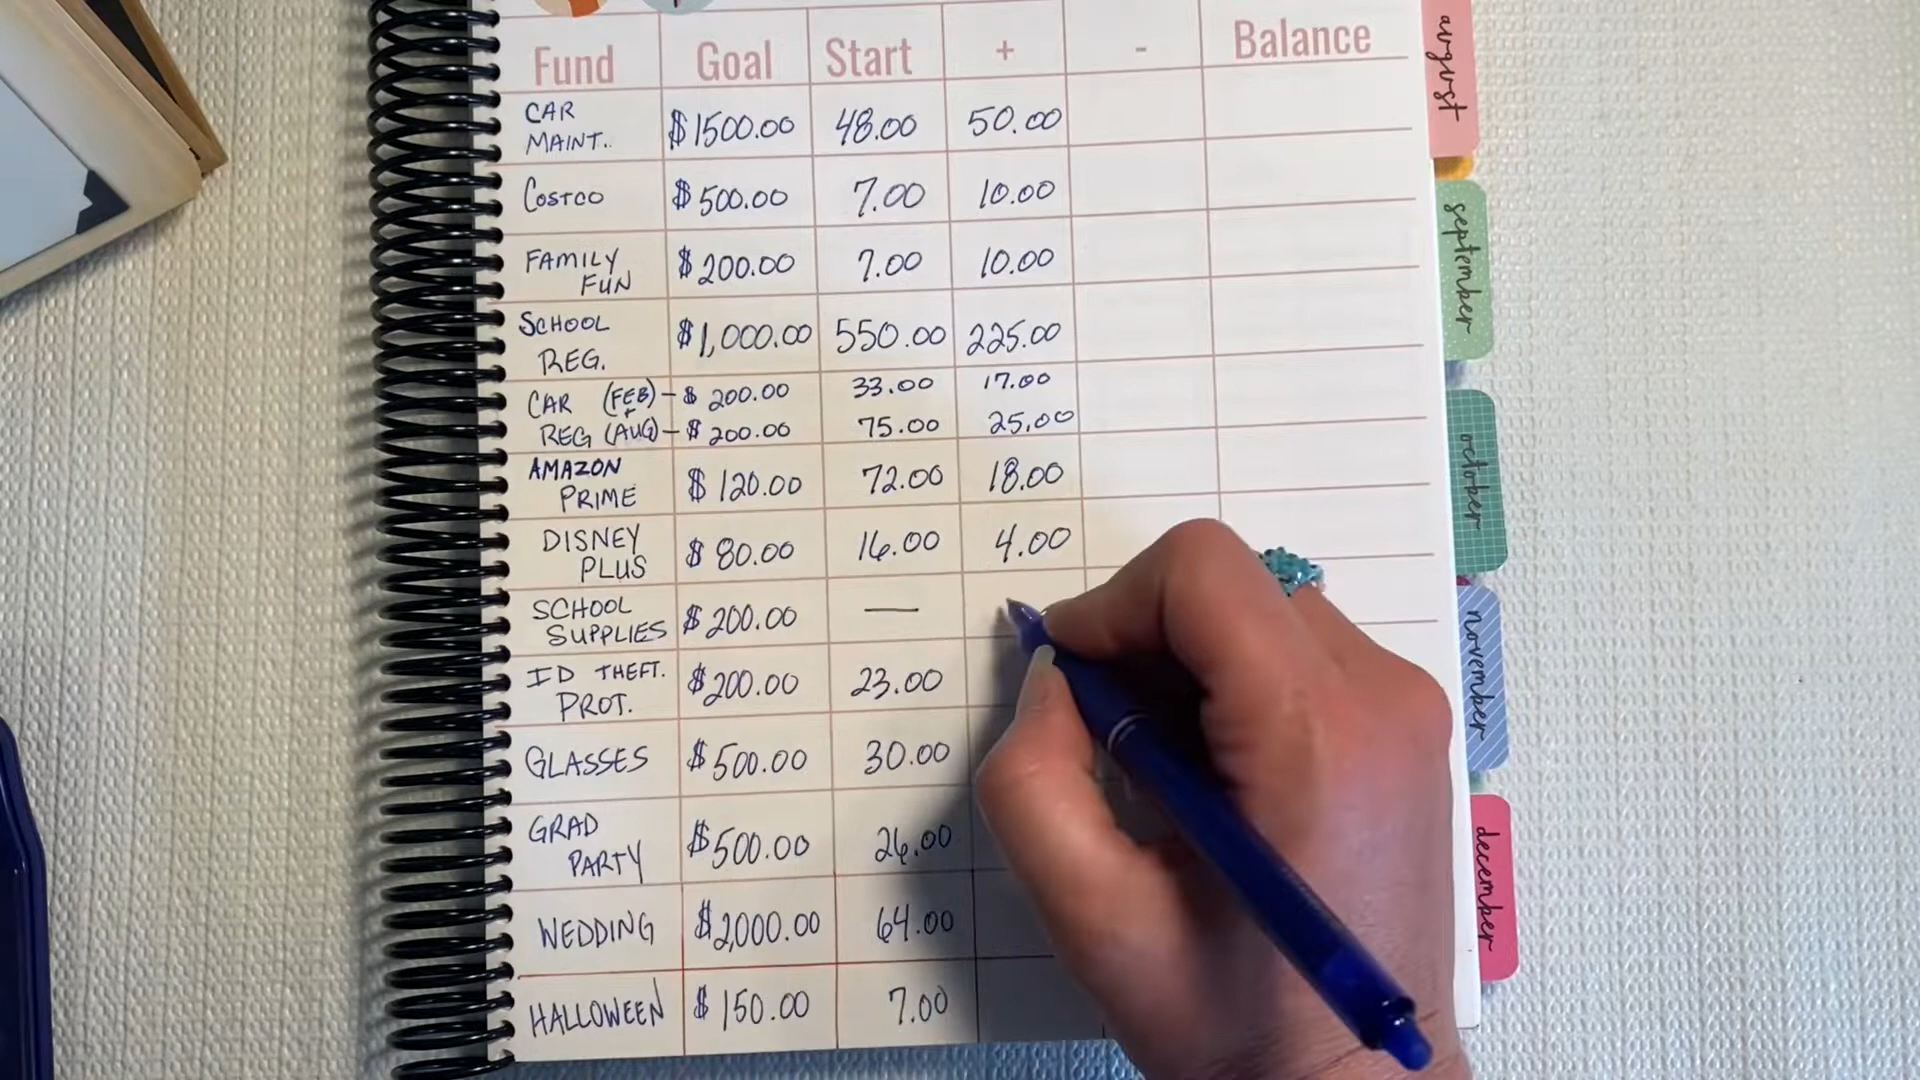 Fund Goal Start + - Balance
CAR
MAINT. $1500.00 48.00 50.00
COSTCO $500.00 7.00 10.00
FAMILY
FUN $200.00 7.00 10.00
SCHOOL
REG. $1,000.00 550.00 225.00
CAR (FEB) - $200.00 33.00 17.00
+
REG (AUG) - $200.00 75.00 25.00
AMAZON
PRIME $120.00 72.00 18.00
DISNEY
PLUS $80.00 16.00 4.00
SCHOOL
SUPPLIES $200.00 —
ID THEFT.
PROT. $200.00 23.00
GLASSES $500.00 30.00
GRAD
PARTY $500.00 26.00
WEDDING $2,000.00 64.00
HALLOWEEN $150.00 7.00
august
september
october
november
december